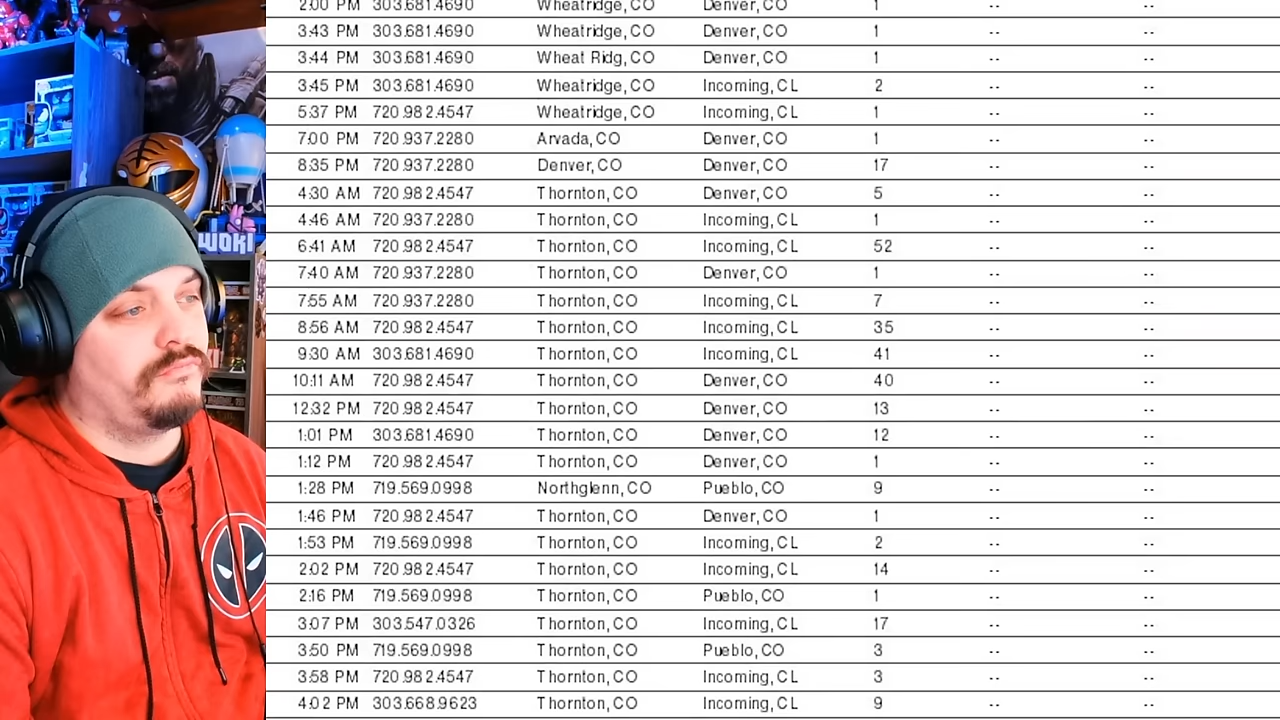 2:00 PM 303.681.4690 Wheatridge, CO Denver, CO 1 -- --
3:43 PM 303.681.4690 Wheatridge, CO Denver, CO 1 -- --
3:44 PM 303.681.4690 Wheat Ridg, CO Denver, CO 1 -- --
3:45 PM 303.681.4690 Wheatridge, CO Incoming, CL 2 -- --
5:37 PM 720.982.4547 Wheatridge, CO Incoming, CL 1 -- --
7:00 PM 720.937.2280 Arvada, CO Denver, CO 1 -- --
8:35 PM 720.937.2280 Denver, CO Denver, CO 17 -- --
4:30 AM 720.982.4547 Thornton, CO Denver, CO 5 -- --
4:46 AM 720.937.2280 Thornton, CO Incoming, CL 1 -- --
6:41 AM 720.982.4547 Thornton, CO Incoming, CL 52 -- --
7:40 AM 720.937.2280 Thornton, CO Denver, CO 1 -- --
7:55 AM 720.937.2280 Thornton, CO Incoming, CL 7 -- --
8:56 AM 720.982.4547 Thornton, CO Incoming, CL 35 -- --
9:30 AM 303.681.4690 Thornton, CO Incoming, CL 41 -- --
10:11 AM 720.982.4547 Thornton, CO Denver, CO 40 -- --
12:32 PM 720.982.4547 Thornton, CO Denver, CO 13 -- --
1:01 PM 303.681.4690 Thornton, CO Denver, CO 12 -- --
1:12 PM 720.982.4547 Thornton, CO Denver, CO 1 -- --
1:28 PM 719.569.0998 Northglenn, CO Pueblo, CO 9 -- --
1:46 PM 720.982.4547 Thornton, CO Denver, CO 1 -- --
1:53 PM 719.569.0998 Thornton, CO Incoming, CL 2 -- --
2:02 PM 720.982.4547 Thornton, CO Incoming, CL 14 -- --
2:16 PM 719.569.0998 Thornton, CO Pueblo, CO 1 -- --
3:07 PM 303.547.0326 Thornton, CO Incoming, CL 17 -- --
3:50 PM 719.569.0998 Thornton, CO Pueblo, CO 3 -- --
3:58 PM 720.982.4547 Thornton, CO Incoming, CL 3 -- --
4:02 PM 303.668.9623 Thornton, CO Incoming, CL 9 -- --
WOKI